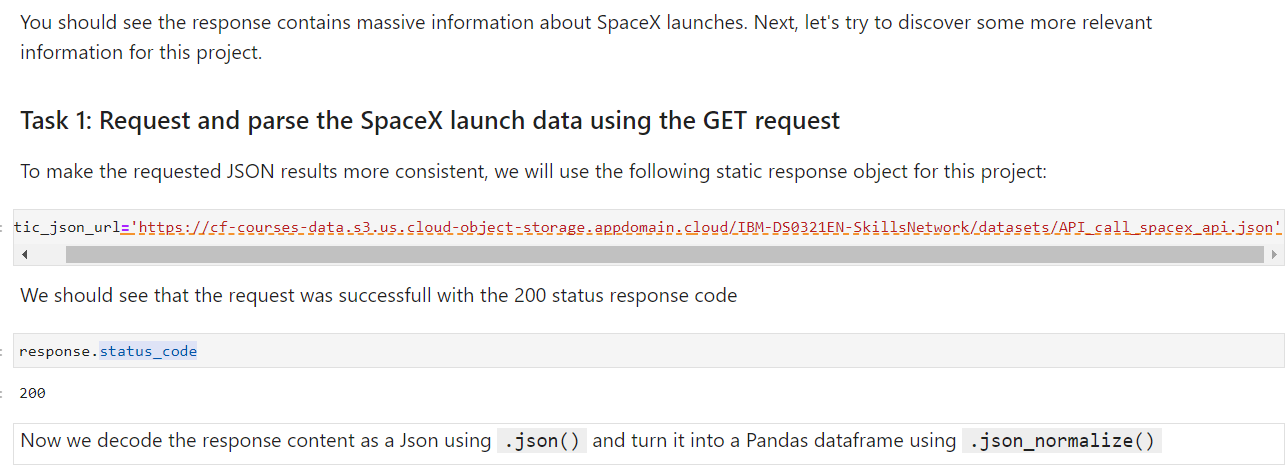 You should see the response contains massive information about SpaceX launches. Next, let's try to discover some more relevant
information for this project.
Task 1: Request and parse the SpaceX launch data using the GET request
To make the requested JSON results more consistent, we will use the following static response object for this project:
tic_json_url='https://cf-courses-data.s3.us.cloud-object-storage.appdomain.cloud/IBM-DS0321EN-SkillsNetwork/datasets/API_call_spacex_api.json'
We should see that the request was successfull with the 200 status response code
response.status_code
200
Now we decode the response content as a Json using .json() and turn it into a Pandas dataframe using .json_normalize()